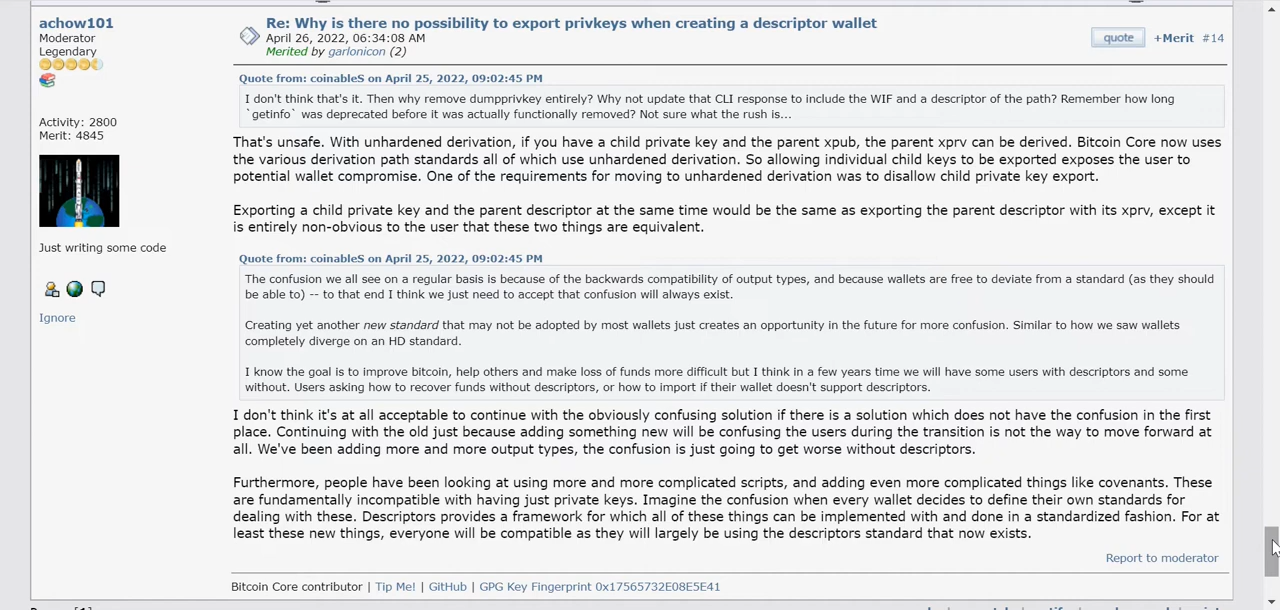 achow101
Moderator
Legendary
Activity: 2800
Merit: 4845
Just writing some code
Ignore
Re: Why is there no possibility to export privkeys when creating a descriptor wallet
April 26, 2022, 06:34:08 AM
Merited by garlonicon (2)
quote +Merit #14
Quote from: coinableS on April 25, 2022, 09:02:45 PM
I don't think that's it. Then why remove dumpprivkey entirely? Why not update that CLI response to include the WIF and a descriptor of the path? Remember how long
`getinfo` was deprecated before it was actually functionally removed? Not sure what the rush is...
That's unsafe. With unhardened derivation, if you have a child private key and the parent xpub, the parent xprv can be derived. Bitcoin Core now uses
the various derivation path standards all of which use unhardened derivation. So allowing individual child keys to be exported exposes the user to
potential wallet compromise. One of the requirements for moving to unhardened derivation was to disallow child private key export.
Exporting a child private key and the parent descriptor at the same time would be the same as exporting the parent descriptor with its xprv, except it
is entirely non-obvious to the user that these two things are equivalent.
Quote from: coinableS on April 25, 2022, 09:02:45 PM
The confusion we all see on a regular basis is because of the backwards compatibility of output types, and because wallets are free to deviate from a standard (as they should
be able to) -- to that end I think we just need to accept that confusion will always exist.
Creating yet another new standard that may not be adopted by most wallets just creates an opportunity in the future for more confusion. Similar to how we saw wallets
completely diverge on an HD standard.
I know the goal is to improve bitcoin, help others and make loss of funds more difficult but I think in a few years time we will have some users with descriptors and some
without. Users asking how to recover funds without descriptors, or how to import if their wallet doesn't support descriptors.
I don't think it's at all acceptable to continue with the obviously confusing solution if there is a solution which does not have the confusion in the first
place. Continuing with the old just because adding something new will be confusing the users during the transition is not the way to move forward at
all. We've been adding more and more output types, the confusion is just going to get worse without descriptors.
Furthermore, people have been looking at using more and more complicated scripts, and adding even more complicated things like covenants. These
are fundamentally incompatible with having just private keys. Imagine the confusion when every wallet decides to define their own standards for
dealing with these. Descriptors provides a framework for which all of these things can be implemented with and done in a standardized fashion. For at
least these new things, everyone will be compatible as they will largely be using the descriptors standard that now exists.
Report to moderator
Bitcoin Core contributor | Tip Me! | GitHub | GPG Key Fingerprint 0x17565732E08E5E41